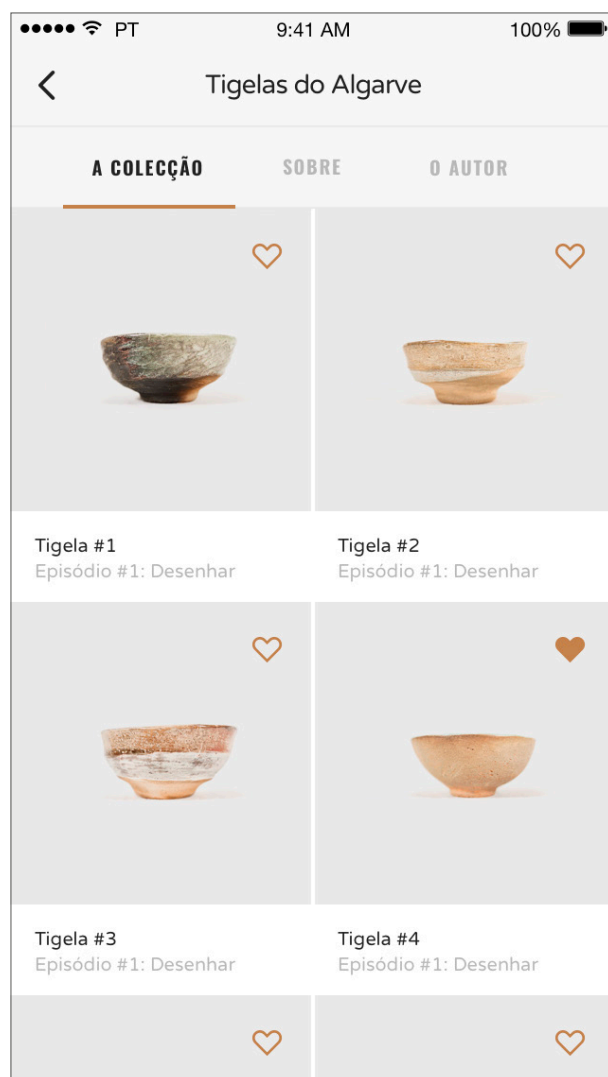 PT 9:41 AM 100%
Tigelas do Algarve
A COLECÇÃO SOBRE O AUTOR
Tigela #1 Tigela #2
Episódio #1: Desenhar Episódio #1: Desenhar
Tigela #3 Tigela #4
Episódio #1: Desenhar Episódio #1: Desenhar